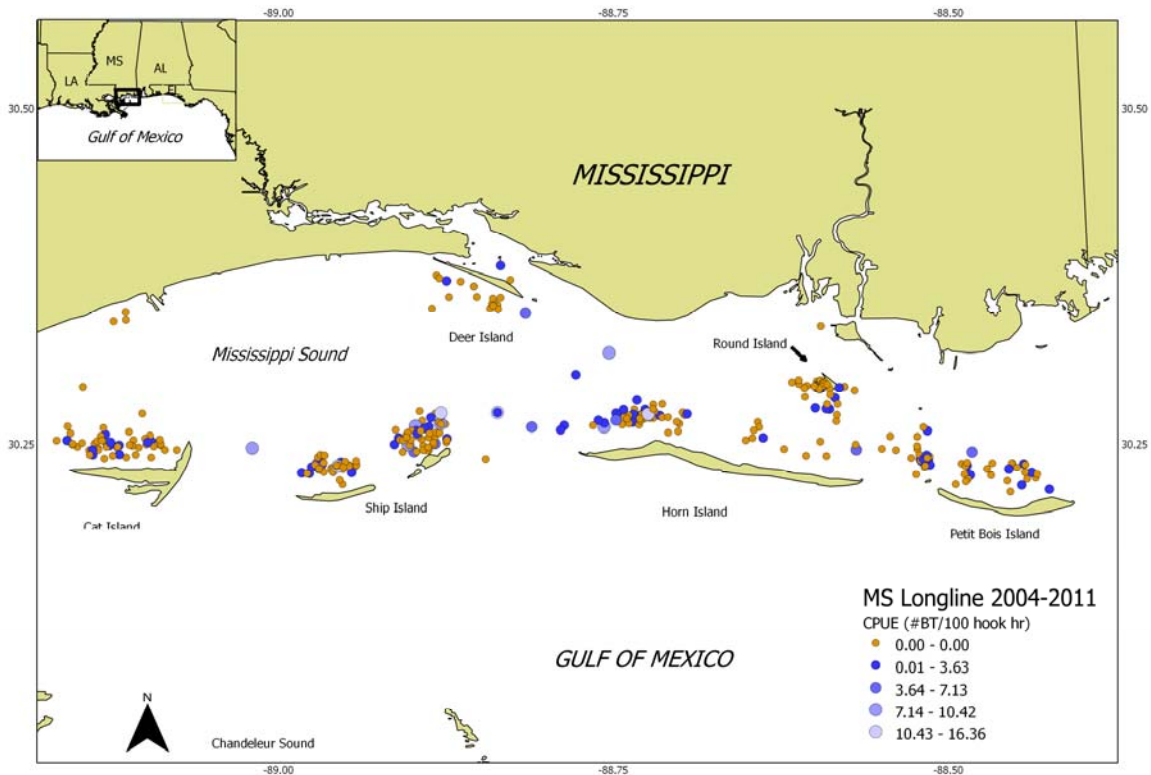 -89.00
-88.75
-88.50
MS
AL
LA
FL
Gulf of Mexico
30.50
30.50
MISSISSIPPI
Deer Island
Round Island
Mississippi Sound
30.25
30.25
Cat Island
Ship Island
Horn Island
Petit Bois Island
MS Longline 2004-2011
CPUE (#BT/100 hook hr)
0.00 - 0.00
0.01 - 3.63
3.64 - 7.13
7.14 - 10.42
10.43 - 16.36
GULF OF MEXICO
N
Chandeleur Sound
-89.00
-88.75
-88.50